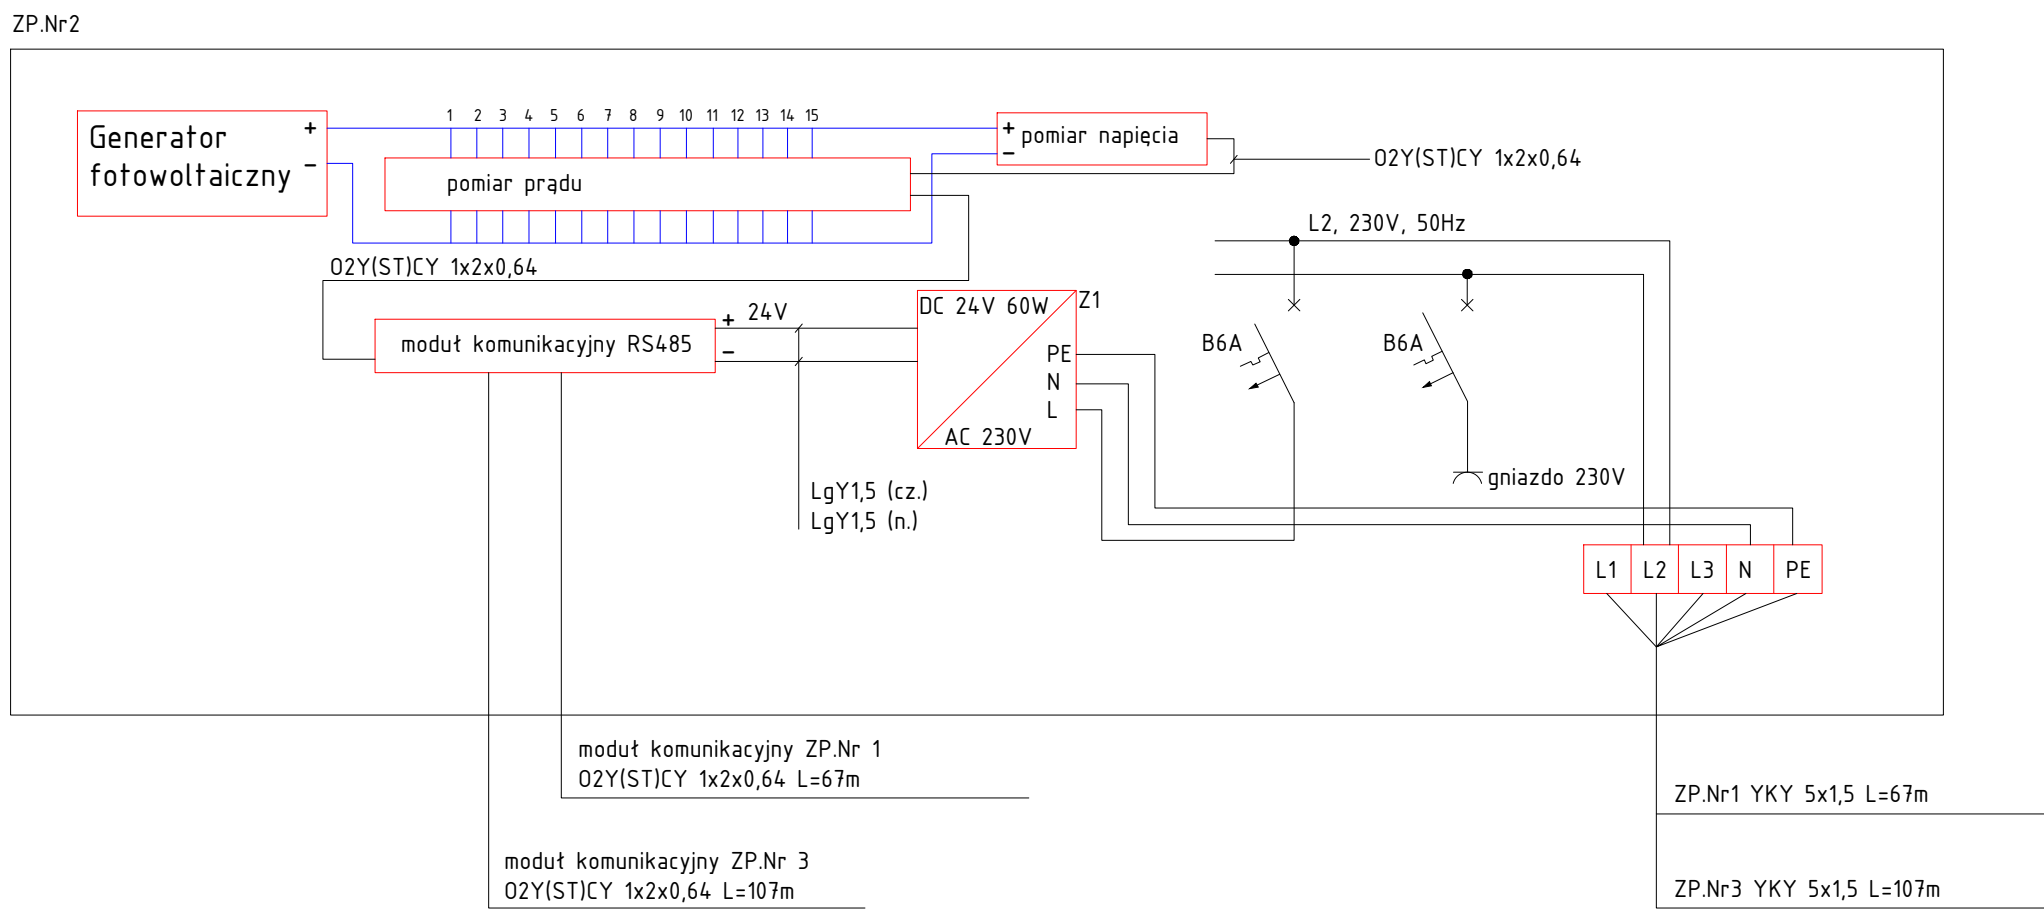 ZP.Nr2
1 2 3 4 5 6 7 8 9 10 11 12 13 14 15
Generator
fotowoltaiczny
+
−
pomiar prądu
+
−
pomiar napięcia
O2Y(ST)CY 1x2x0,64
L2, 230V, 50Hz
O2Y(ST)CY 1x2x0,64
moduł komunikacyjny RS485
+
−
24V
DC 24V 60W
Z1
PE
N
L
AC 230V
B6A
B6A
LgY1,5 (cz.)
LgY1,5 (n.)
gniazdo 230V
L1 L2 L3 N PE
moduł komunikacyjny ZP.Nr 1
O2Y(ST)CY 1x2x0,64 L=67m
ZP.Nr1 YKY 5x1,5 L=67m
moduł komunikacyjny ZP.Nr 3
O2Y(ST)CY 1x2x0,64 L=107m
ZP.Nr3 YKY 5x1,5 L=107m